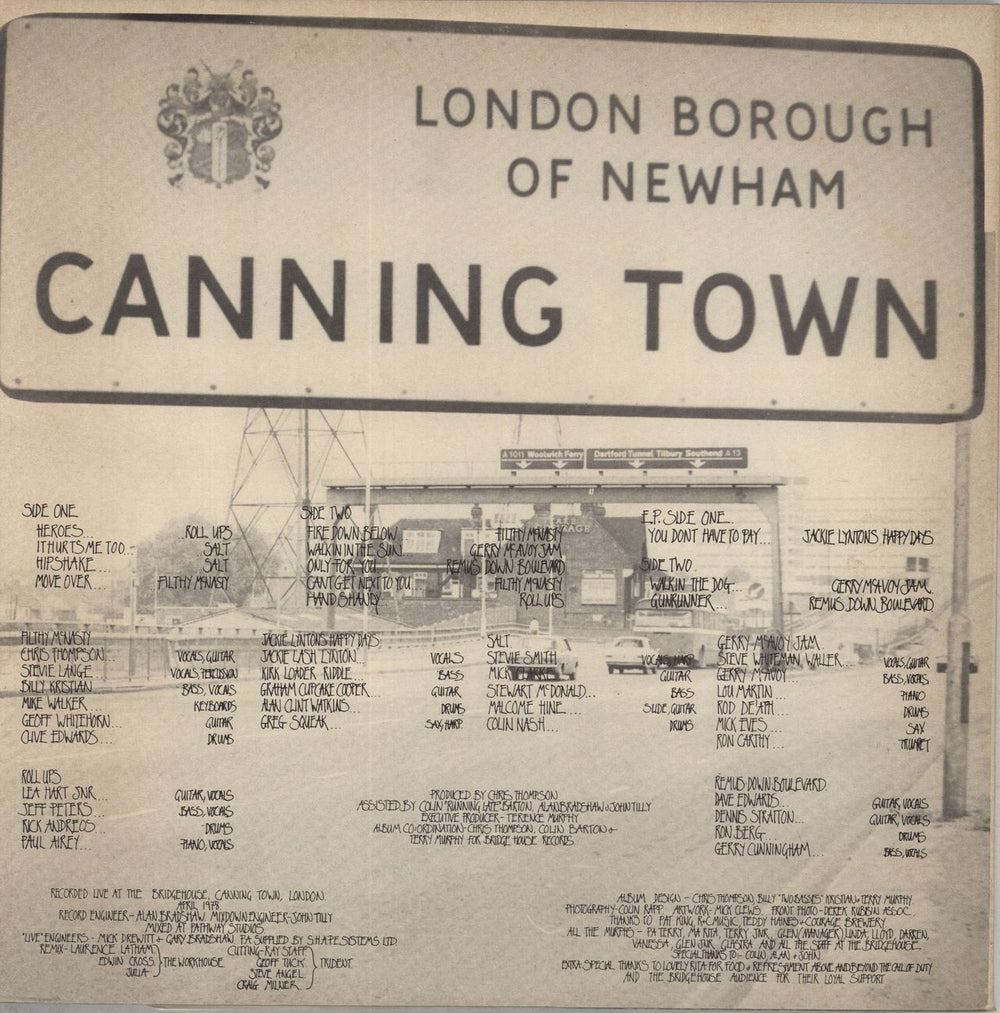 LONDON BOROUGH
OF NEWHAM
CANNING TOWN
A 1011 Woolwich Ferry
Dartford Tunnel Tilbury Southend A 13
SIDE ONE
HEROES... ROLL UPS
IT HURTS ME TOO... SALT
HIPSHAKE... SALT
MOVE OVER... FILTHY McNASTY
SIDE TWO
FIRE DOWN BELOW FILTHY McNASTY
WALKIN IN THE SUN GERRY McAVOY JAM
ONLY FOR YOU REMUS DOWN BOULEVARD
CANT GET NEXT TO YOU FILTHY McNASTY
HAND SHANDY ROLL UPS
E.P. SIDE ONE..
YOU DONT HAVE TO PAY... JACKIE LYNTONS HAPPY DAYS
SIDE TWO
WALKIN THE DOG... GERRY McAVOY JAM.
GUNRUNNER... REMUS DOWN BOULEVARD
FILTHY McNASTY
CHRIS THOMPSON... VOCALS, GUITAR
STEVIE LANGE... VOCALS, PERCUSSION
BILLY KRISTIAN BASS, VOCALS
MIKE WALKER KEYBOARDS
GEOFF WHITEHORN... GUITAR
CLIVE EDWARDS... DRUMS
JACKIE LYNTONS HAPPY DAYS
JACKIE LASH LYNTON... VOCALS
KIRK LOADER RIDDLE... BASS
GRAHAM CUPCAKE COOPER... GUITAR
ALAN CLINT WATKINS... DRUMS
GREG SQUEAK... SAX, HARP
SALT
STEVIE SMITH VOCALS, HARP
MICK CLARKE... GUITAR
STEWART McDONALD... BASS
MALCOME HINE... SLIDE, GUITAR
COLIN NASH... DRUMS
GERRY McAVOY JAM...
STEVE WHITEMAN WALLER... VOCALS, GUITAR
GERRY McAVOY... BASS, VOCALS
LOU MARTIN... PIANO
ROD DE'ATH... DRUMS
MICK EVES... SAX
RON CARTHY... TRUMPET
ROLL UPS
LEA HART JNR... GUITAR, VOCALS
JEFF PETERS... BASS, VOCALS
RICK ANDREOS... DRUMS
PAUL AIREY... PIANO, VOCALS
PRODUCED BY CHRIS THOMPSON
ASSISTED BY COLIN "RUNNING LATE" BARTON, ALAN BRADSHAW & JOHN TILLY
EXECUTIVE PRODUCER - TERENCE MURPHY
ALBUM CO-ORDINATION - CHRIS THOMPSON, COLIN BARTON &
TERRY MURPHY FOR BRIDGE HOUSE RECORDS
REMUS DOWN BOULEVARD.
DAVE EDWARDS... GUITAR, VOCALS
DENNIS STRATTON... GUITAR, VOCALS
RON BERG... DRUMS
GERRY CUNNINGHAM... BASS, VOCALS
RECORDED LIVE AT THE BRIDGEHOUSE, CANNING TOWN, LONDON.
APRIL 1978.
RECORD ENGINEER - ALAN BRADSHAW. MIXDOWN ENGINEER - JOHN TILLY
MIXED AT PATHWAY STUDIOS
"LIVE" ENGINEERS - MICK DREWITT & GARY BRADSHAW PA SUPPLIED BY S.H.A.P.E. SYSTEMS LTD
REMIX - LAURENCE LATHAM
EDWIN CROSS
JULIA
THE WORKHOUSE
CUTTING - RAY STAFF
GEOFF TUCK
STEVE ANGEL
CRAIG MILNER
TRIDENT
ALBUM DESIGN - CHRIS THOMPSON, BILLY "TWO BASSES" KRISTIAN & TERRY MURPHY.
PHOTOGRAPHY - COLIN RAPP. ARTWORK - MICK CLEWS. FRONT PHOTO - DEREK RUBBIN ASSOC.
THANKS TO PAT KING, R.C. MUSIC, TEDDY HAINES & COURAGE BREWERY.
ALL THE MURPHS - PA TERRY, MA RITA, TERRY JNR, GLEN (MANAGER) LINDA, LLOYD, DARREN,
VANESSA, GLEN JNR. AND ALL THE STAFF AT THE BRIDGEHOUSE.
SPECIAL THANKS TO - COLIN, ALAN & JOHN
EXTRA SPECIAL THANKS TO LOVELY RITA FOR FOOD & REFRESHMENT ABOVE AND BEYOND THE CALL OF DUTY
AND THE BRIDGEHOUSE AUDIENCE FOR THEIR LOYAL SUPPORT